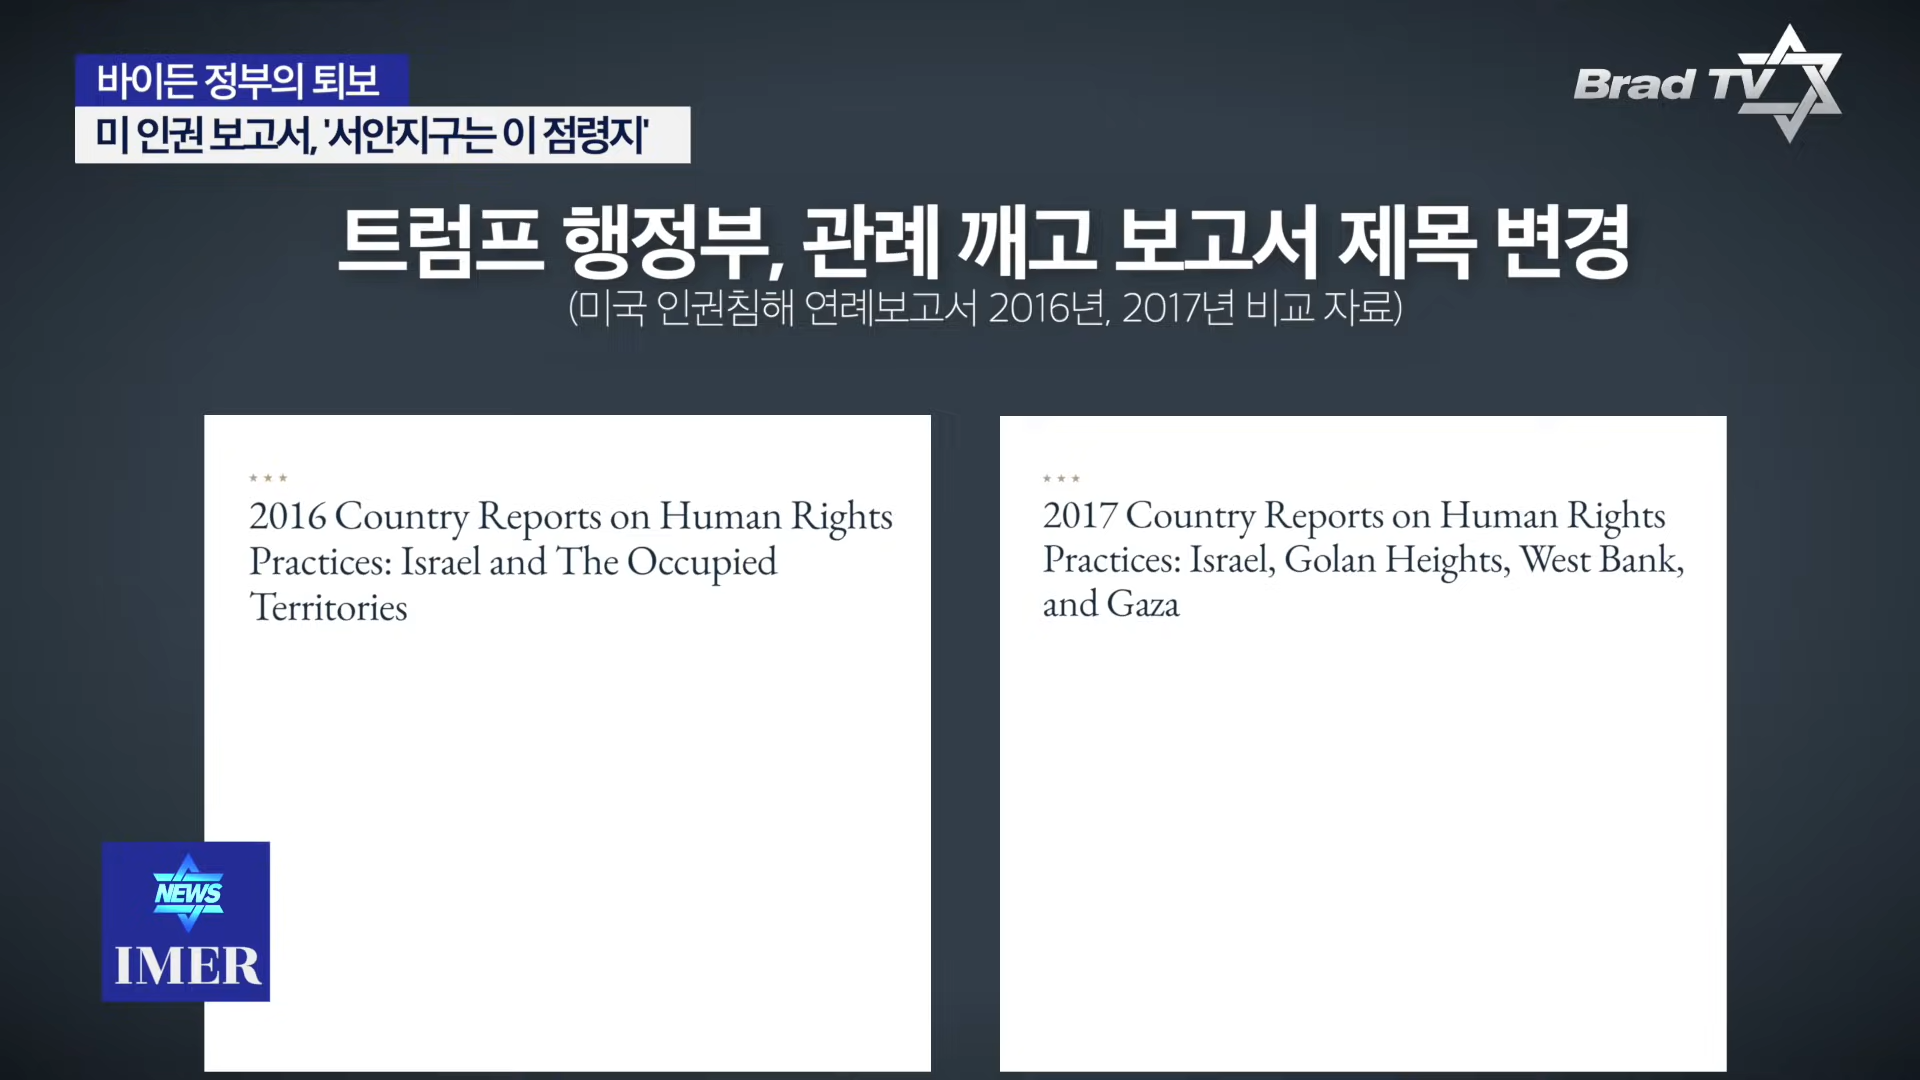 바이든 정부의 퇴보
미 인권 보고서, '서안지구는 이 점령지'
Brad TV
트럼프 행정부, 관례 깨고 보고서 제목 변경
(미국 인권침해 연례보고서 2016년, 2017년 비교 자료)
2016 Country Reports on Human Rights
Practices: Israel and The Occupied
Territories
2017 Country Reports on Human Rights
Practices: Israel, Golan Heights, West Bank,
and Gaza
NEWS
IMER